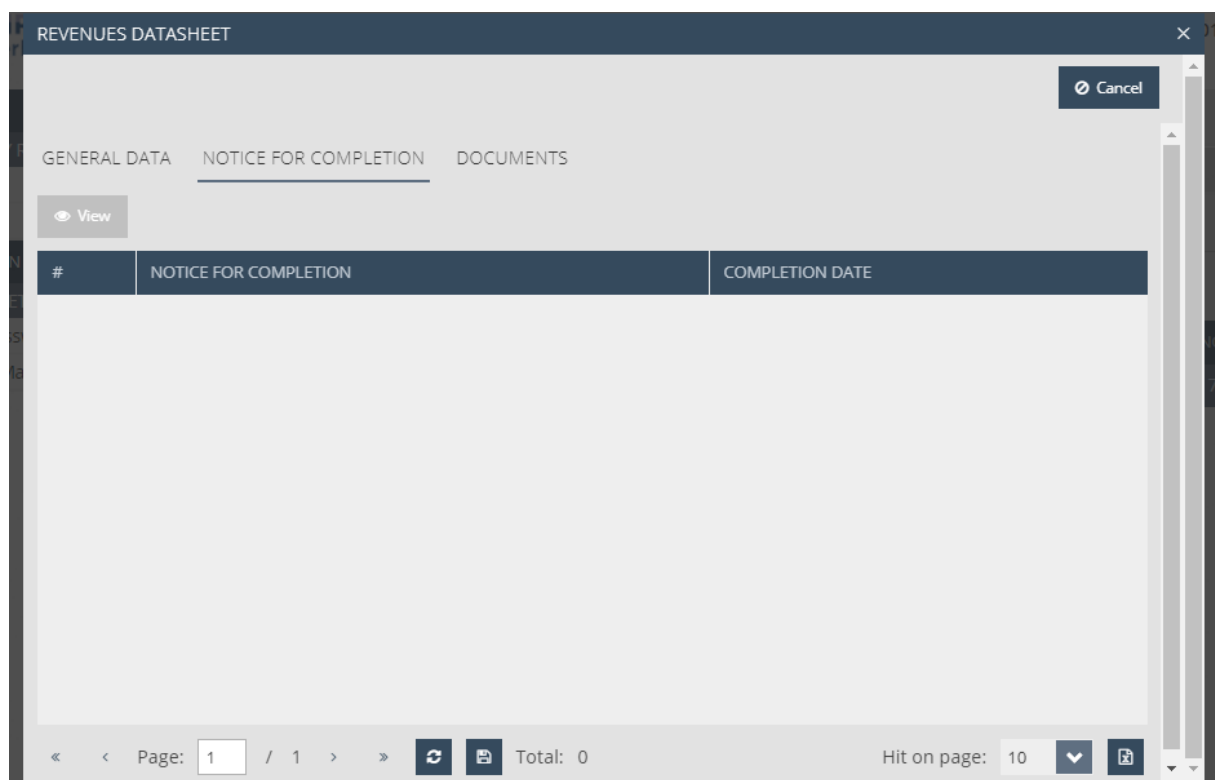 REVENUES DATASHEET
Cancel
GENERAL DATA NOTICE FOR COMPLETION DOCUMENTS
View
# NOTICE FOR COMPLETION COMPLETION DATE
« < Page: 1 / 1 > » Total: 0 Hit on page: 10